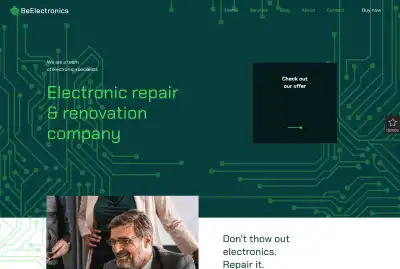 BeElectronics
Home Services Blog About Contact Buy now
We are a team
of electronic specialists
Electronic repair
& renovation
company
Check out
our offer
demos
Don't thow out
electronics.
Repair it.